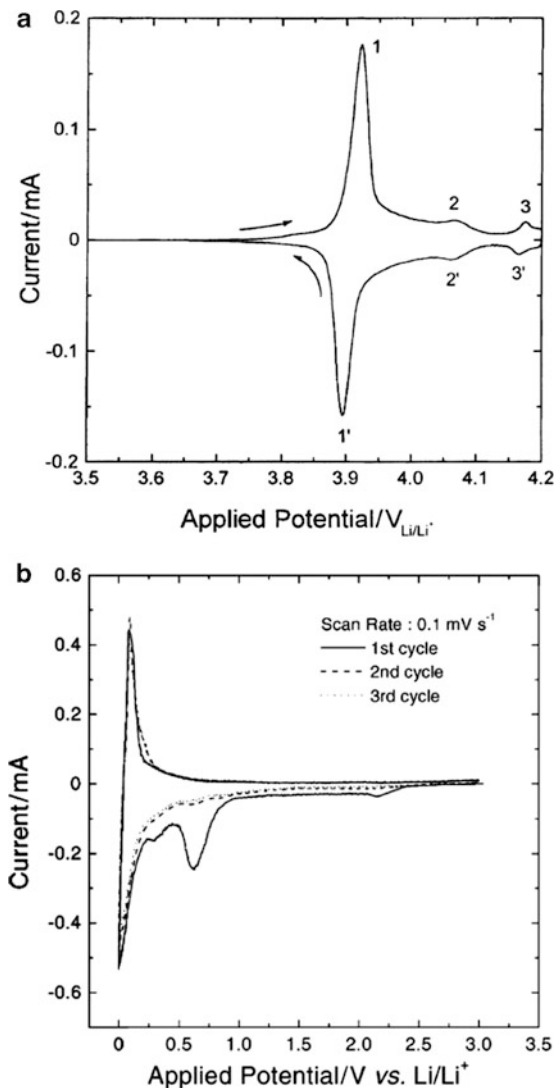 a
0.2
0.1
0
-0.1
-0.2
Current/mA
1
2
3
1'
2'
3'
3.5 3.6 3.7 3.8 3.9 4.0 4.1 4.2
Applied Potential/V Li/Li+
b
0.6
0.4
0.2
0
-0.2
-0.4
-0.6
Current/mA
Scan Rate : 0.1 mV s-1
1st cycle
2nd cycle
3rd cycle
0 0.5 1.0 1.5 2.0 2.5 3.0 3.5
Applied Potential/V vs. Li/Li+